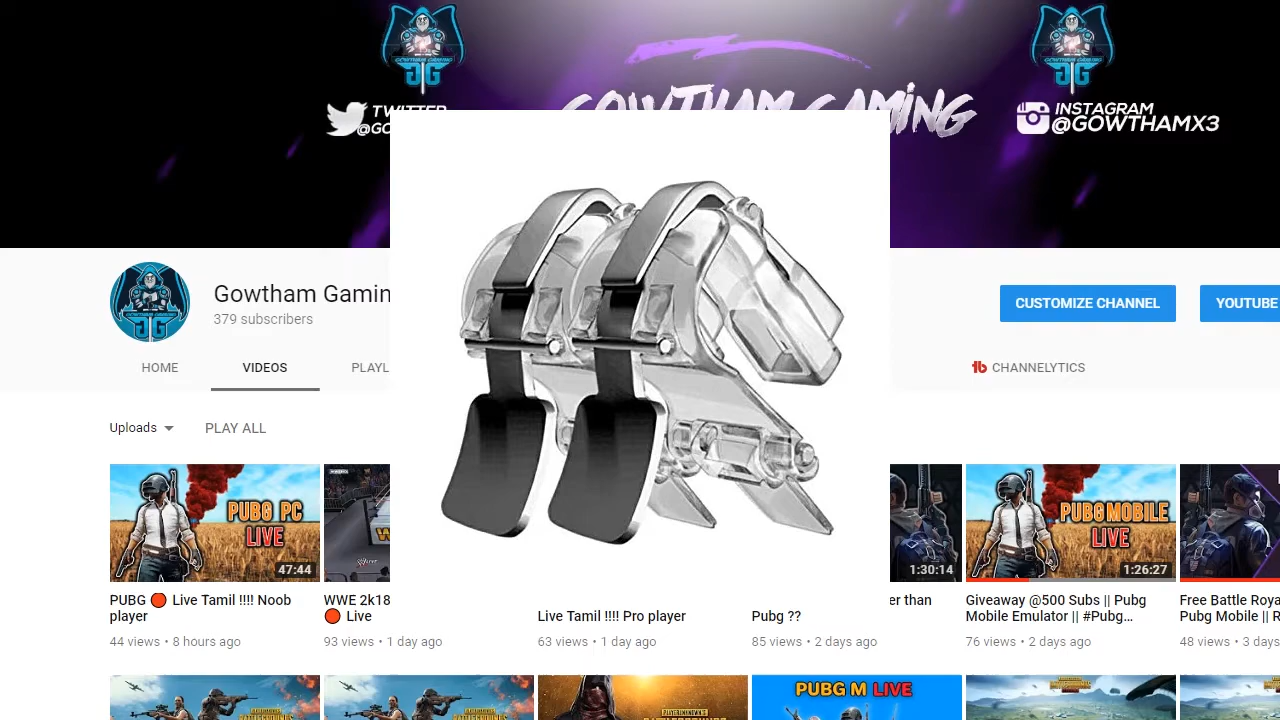 GOWTHAM GAMING
TWITTER
@GO
INSTAGRAM
@GOWTHAMX3
Gowtham Gamin
379 subscribers
CUSTOMIZE CHANNEL
YOUTUBE
HOME
VIDEOS
PLAYL
CHANNELYTICS
Uploads
PLAY ALL
PUBG PC
LIVE
47:44
1:30:14
PUBG MOBILE
LIVE
1:26:27
PUBG 🔴 Live Tamil !!!! Noob
player
44 views • 8 hours ago
WWE 2k18
🔴 Live
93 views • 1 day ago
Live Tamil !!!! Pro player
63 views • 1 day ago
Pubg ??
85 views • 2 days ago
er than
Giveaway @500 Subs || Pubg
Mobile Emulator || #Pubg...
76 views • 2 days ago
Free Battle Roya
Pubg Mobile || R
48 views • 3 days
PUBG M LIVE